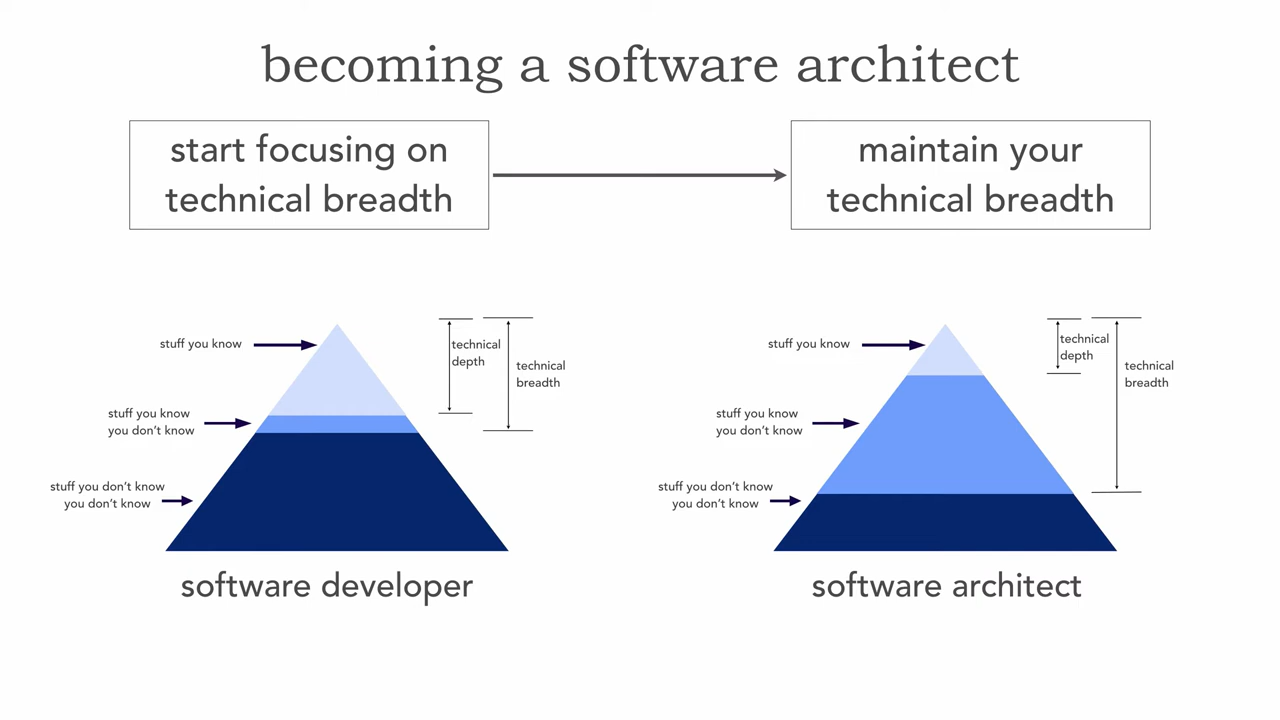 becoming a software architect
start focusing on
technical breadth
maintain your
technical breadth
stuff you know
technical
depth
technical
breadth
stuff you know
you don't know
stuff you don't know
you don't know
software developer
stuff you know
technical
depth
technical
breadth
stuff you know
you don't know
stuff you don't know
you don't know
software architect